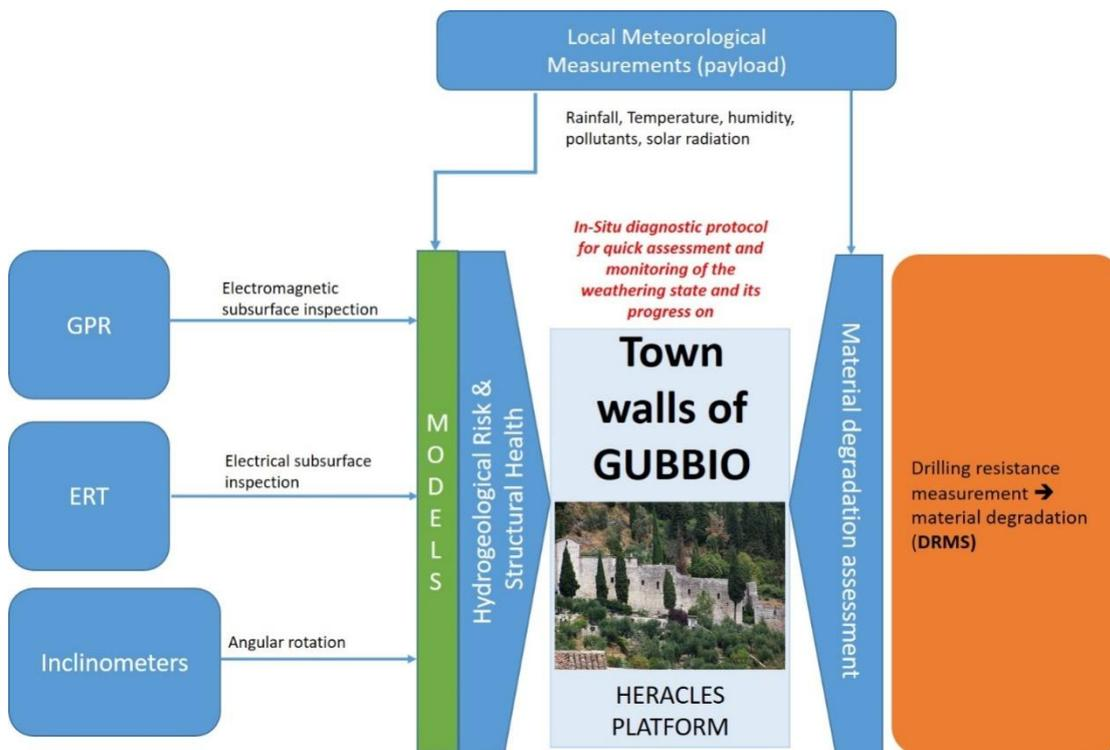 Local Meteorological
Measurements (payload)
Rainfall, Temperature, humidity,
pollutants, solar radiation
In-Situ diagnostic protocol
for quick assessment and
monitoring of the
weathering state and its
progress on
GPR
Electromagnetic
subsurface inspection
ERT
Electrical subsurface
inspection
Inclinometers
Angular rotation
MODELS
Hydrogeological Risk &
Structural Health
Town
walls of
GUBBIO
HERACLES
PLATFORM
Material degradation assessment
Drilling resistance
measurement ➔
material degradation
(DRMS)